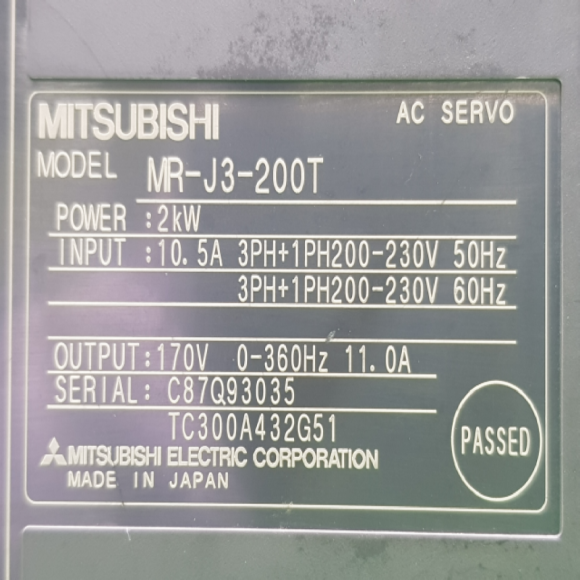 MITSUBISHI AC SERVO
MODEL MR-J3-200T
POWER :2kW
INPUT :10.5A 3PH+1PH200-230V 50Hz
3PH+1PH200-230V 60Hz
OUTPUT:170V 0-360Hz 11.0A
SERIAL: C87Q93035
TC300A432G51
PASSED
MITSUBISHI ELECTRIC CORPORATION
MADE IN JAPAN